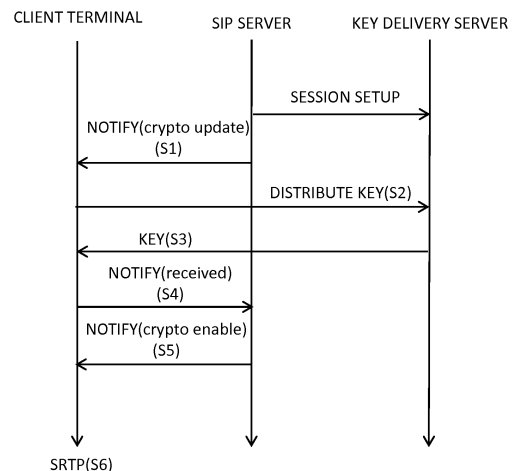 CLIENT TERMINAL
SIP SERVER
KEY DELIVERY SERVER
SESSION SETUP
NOTIFY(crypto update)
(S1)
DISTRIBUTE KEY(S2)
KEY(S3)
NOTIFY(received)
(S4)
NOTIFY(crypto enable)
(S5)
SRTP(S6)